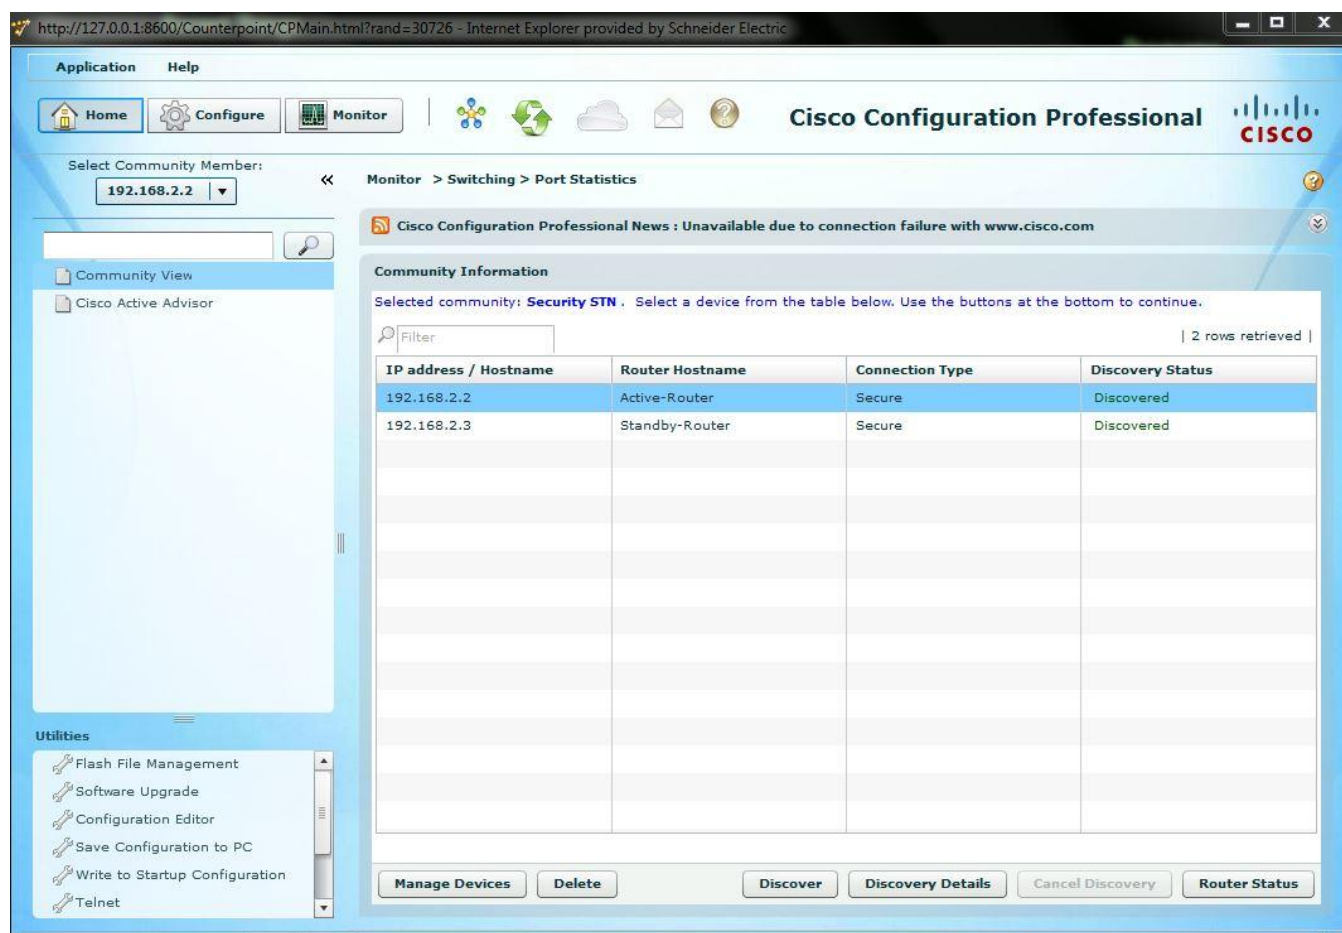 http://127.0.0.1:8600/Counterpoint/CPMain.html?rand=30726 - Internet Explorer provided by Schneider Electric
Application Help
Home Configure Monitor Cisco Configuration Professional
CISCO
Select Community Member:
192.168.2.2
Monitor > Switching > Port Statistics
Cisco Configuration Professional News : Unavailable due to connection failure with www.cisco.com
Community View
Cisco Active Advisor
Community Information
Selected community: Security STN . Select a device from the table below. Use the buttons at the bottom to continue.
Filter | 2 rows retrieved |
IP address / Hostname Router Hostname Connection Type Discovery Status
192.168.2.2 Active-Router Secure Discovered
192.168.2.3 Standby-Router Secure Discovered
Utilities
Flash File Management
Software Upgrade
Configuration Editor
Save Configuration to PC
Write to Startup Configuration
Telnet
Manage Devices Delete Discover Discovery Details Cancel Discovery Router Status